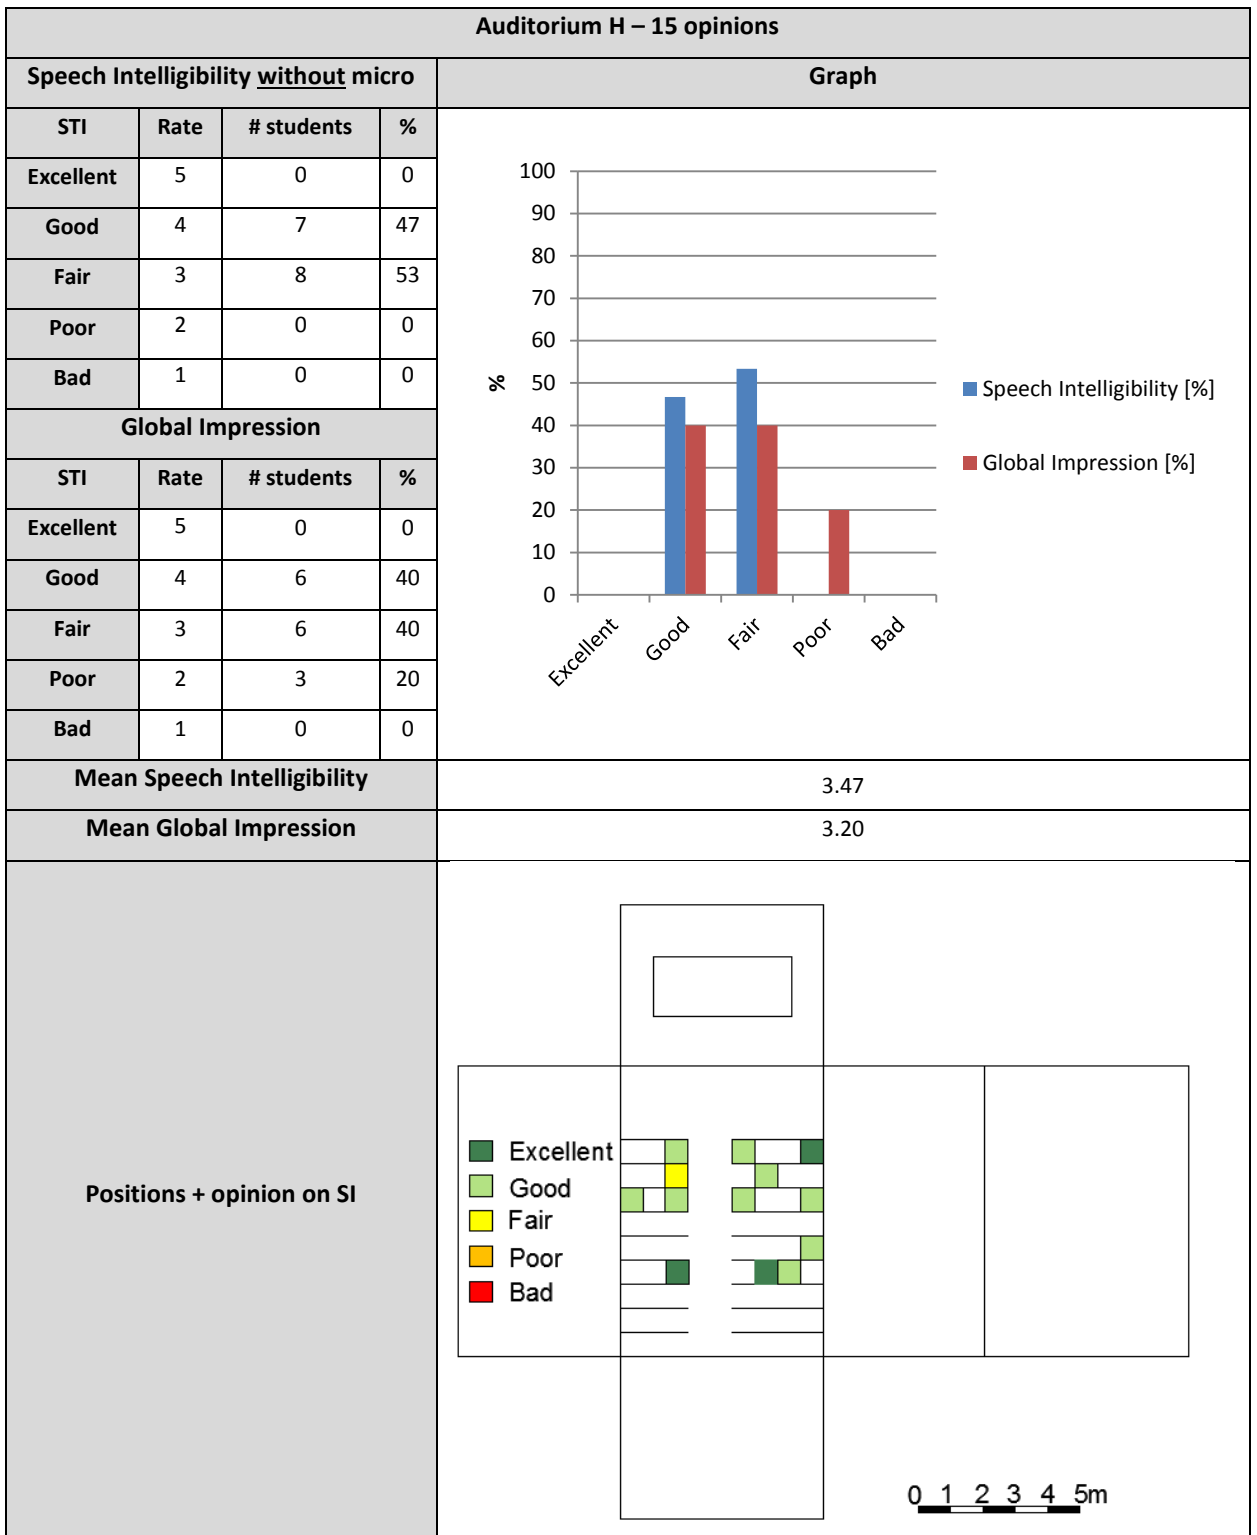 Auditorium H – 15 opinions
Speech Intelligibility without micro
Graph
STI Rate # students %
Excellent 5 0 0
Good 4 7 47
Fair 3 8 53
Poor 2 0 0
Bad 1 0 0
Global Impression
STI Rate # students %
Excellent 5 0 0
Good 4 6 40
Fair 3 6 40
Poor 2 3 20
Bad 1 0 0
100
90
80
70
60
50
40
30
20
10
0
%
Excellent Good Fair Poor Bad
Speech Intelligibility [%]
Global Impression [%]
Mean Speech Intelligibility 3.47
Mean Global Impression 3.20
Positions + opinion on SI
Excellent
Good
Fair
Poor
Bad
0 1 2 3 4 5m